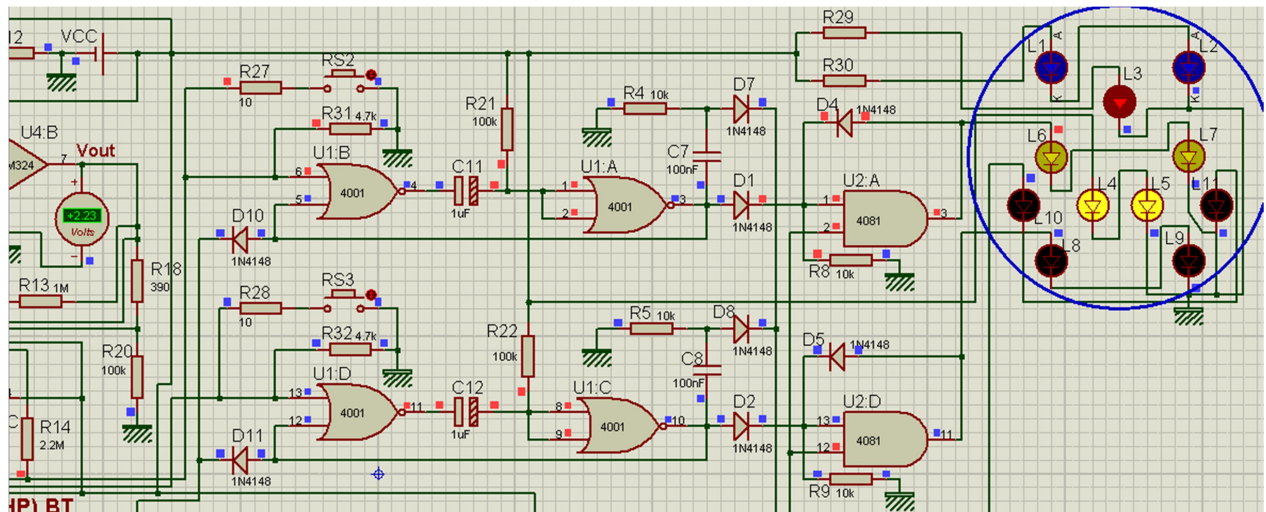 12
VCC
U4:B
M324
7
Vout
+
+2.23
Volts
−
R13 1M
R18
390
R20
100k
C
R14
2.2M
HP) BT
R27
10
RS2
R31 4.7k
U1:B
6
5
4001
4
C11
1uF
D10
1N4148
R21
100k
U1:A
1
2
4001
3
R4 10k
C7
100nF
D7
1N4148
D1
1N4148
D4
1N4148
U2:A
1
2
4081
3
R8
10k
R28
10
RS3
R32 4.7k
U1:D
13
12
4001
11
C12
1uF
D11
1N4148
R22
100k
U1:C
8
9
4001
10
R5 10k
C8
100nF
D8
1N4148
D2
1N4148
D5
1N4148
U2:D
13
12
4081
11
R9 10k
R29
R30
L1
A
K
L2
A
K
L3
L6
L7
L10
L4
L5
L11
L8
L9